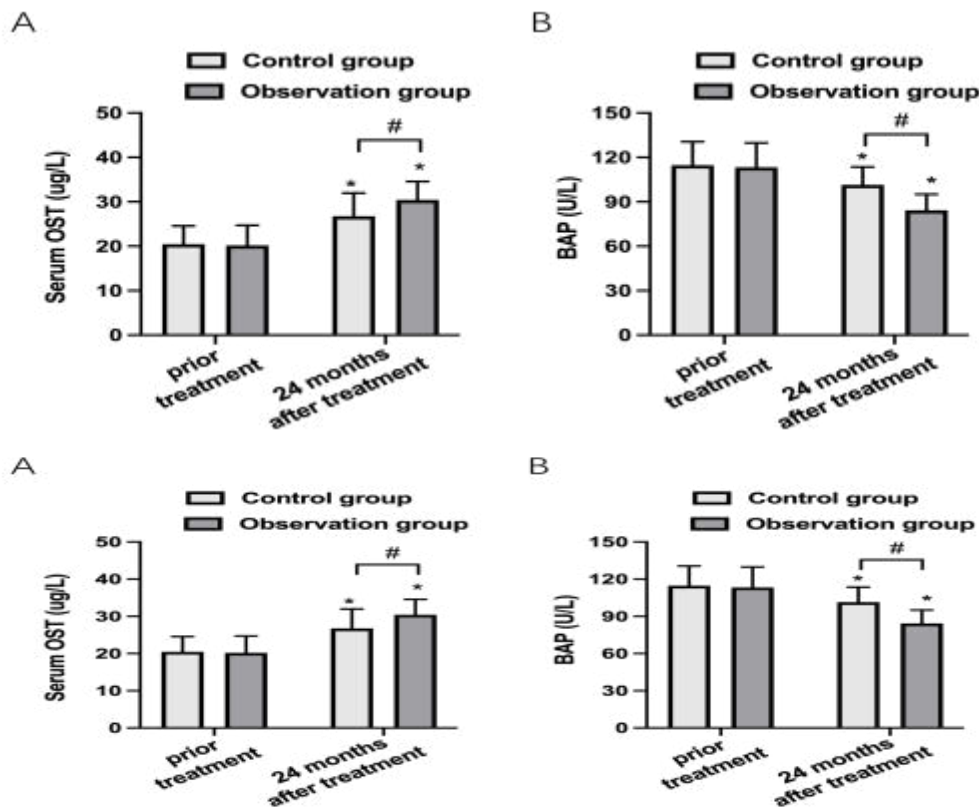 A
Control group
Observation group
Serum OST (ug/L)
50
40
30
20
10
0
#
*
*
prior
treatment
24 months
after treatment
B
Control group
Observation group
BAP (U/L)
150
120
90
60
30
0
#
*
*
prior
treatment
24 months
after treatment
A
Control group
Observation group
Serum OST (ug/L)
50
40
30
20
10
0
#
*
*
prior
treatment
24 months
after treatment
B
Control group
Observation group
BAP (U/L)
150
120
90
60
30
0
#
*
*
prior
treatment
24 months
after treatment